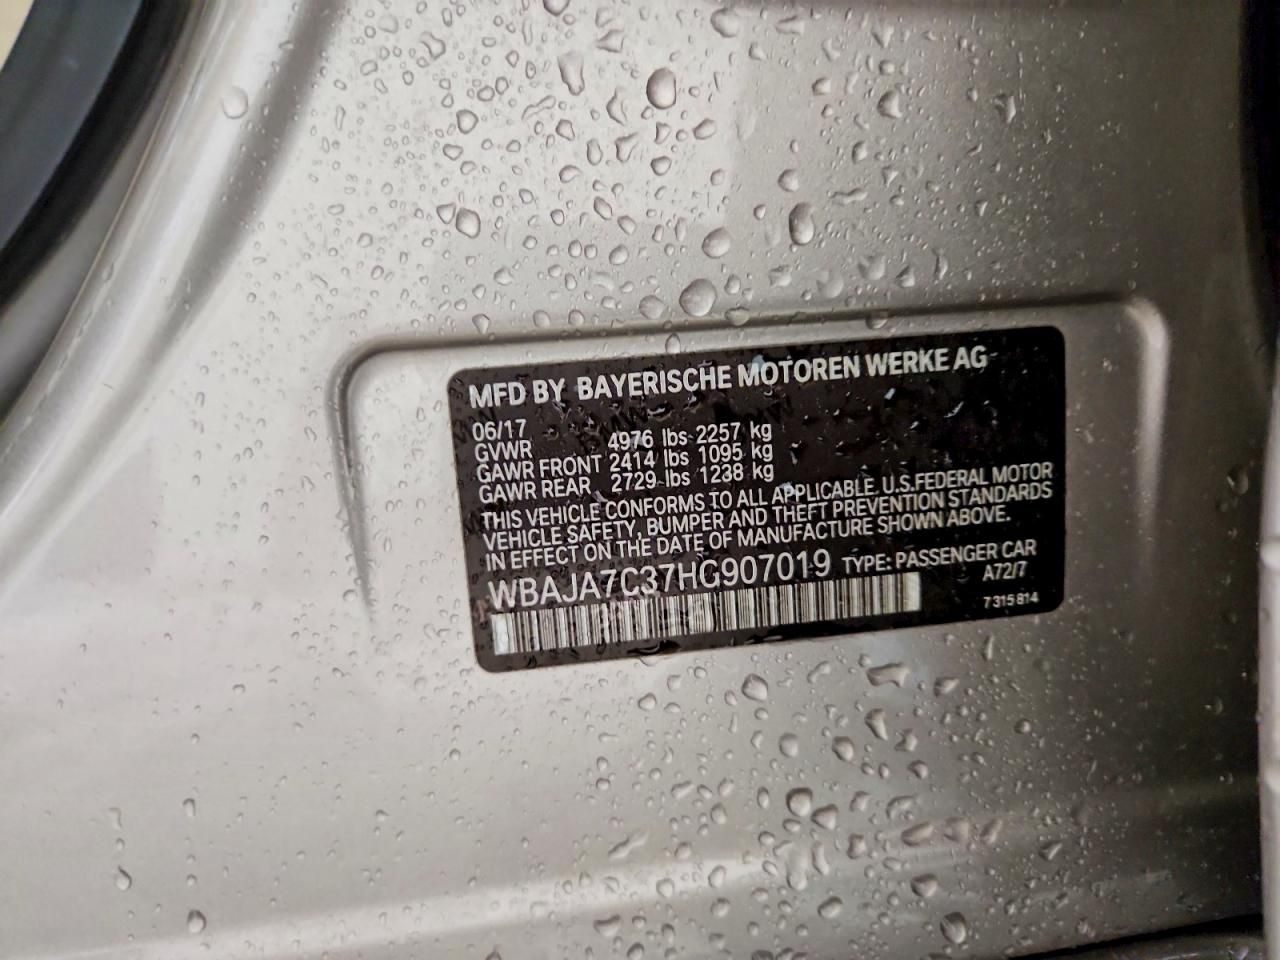 MFD BY BAYERISCHE MOTOREN WERKE AG
06/17
GVWR 4976 lbs 2257 kg
GAWR FRONT 2414 lbs 1095 kg
GAWR REAR 2729 lbs 1238 kg
THIS VEHICLE CONFORMS TO ALL APPLICABLE U.S.FEDERAL MOTOR
VEHICLE SAFETY, BUMPER AND THEFT PREVENTION STANDARDS
IN EFFECT ON THE DATE OF MANUFACTURE SHOWN ABOVE.
WBAJA7C37HG907019 TYPE: PASSENGER CAR
A72/7
7 315 814